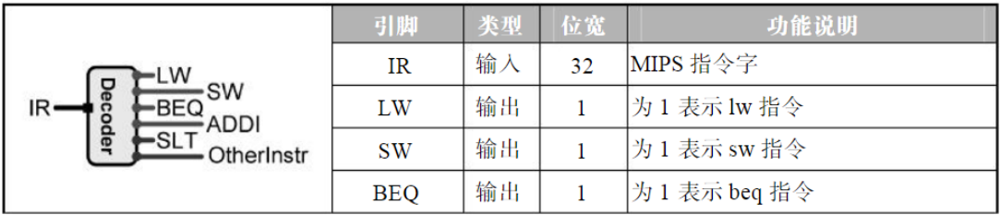 IR
Decoder
LW
SW
BEQ
ADDI
SLT
OtherInstr
引脚 类型 位宽 功能说明
IR 输入 32 MIPS 指令字
LW 输出 1 为 1 表示 lw 指令
SW 输出 1 为 1 表示 sw 指令
BEQ 输出 1 为 1 表示 beq 指令